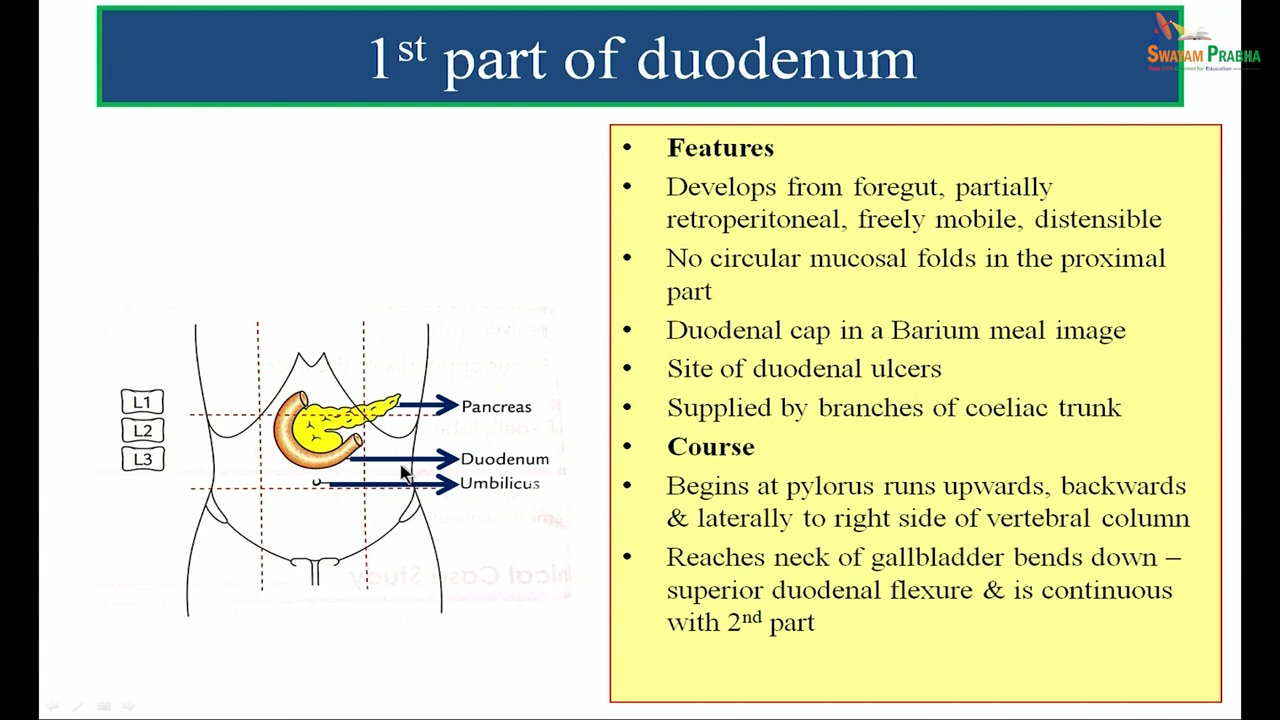 1st part of duodenum
SWAYAM PRABHA
• Features
• Develops from foregut, partially
retroperitoneal, freely mobile, distensible
• No circular mucosal folds in the proximal
part
• Duodenal cap in a Barium meal image
• Site of duodenal ulcers
• Supplied by branches of coeliac trunk
• Course
• Begins at pylorus runs upwards, backwards
& laterally to right side of vertebral column
• Reaches neck of gallbladder bends down –
superior duodenal flexure & is continuous
with 2nd part
L1
L2
L3
Pancreas
Duodenum
Umbilicus